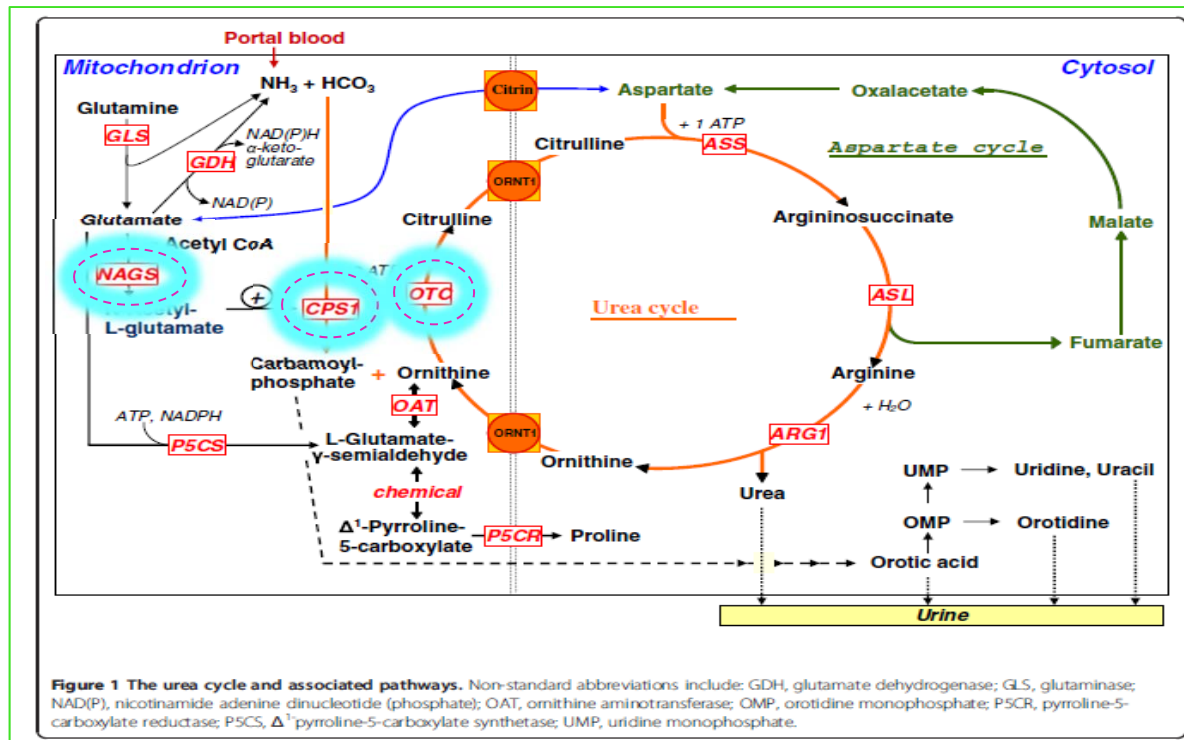 Portal blood
Mitochondrion
Cytosol
NH₃ + HCO₃
Citrin
Aspartate
Oxalacetate
Glutamine
GLS
NAD(P)H
α-keto-
glutarate
GDH
+ 1 ATP
ASS
Citrulline
Aspartate cycle
NAD(P)
ORNT1
Glutamate
Citrulline
Argininosuccinate
Malate
Acetyl CoA
NAGS
CPS1
OTC
ASL
+
L-glutamate
Urea cycle
Fumarate
Carbamoyl-
phosphate
+
Ornithine
Arginine
+ H₂O
OAT
ATP, NADPH
P5CS
L-Glutamate-
γ-semialdehyde
ORNT1
Ornithine
ARG1
Urea
UMP
Uridine, Uracil
chemical
OMP
Orotidine
Δ¹-Pyrroline-
5-carboxylate
P5CR
Proline
Orotic acid
Urine
Figure 1 The urea cycle and associated pathways. Non-standard abbreviations include: GDH, glutamate dehydrogenase; GLS, glutaminase;
NAD(P), nicotinamide adenine dinucleotide (phosphate); OAT, ornithine aminotransferase; OMP, orotidine monophosphate; P5CR, pyrroline-5-
carboxylate reductase; P5CS, Δ¹-pyrroline-5-carboxylate synthetase; UMP, uridine monophosphate.